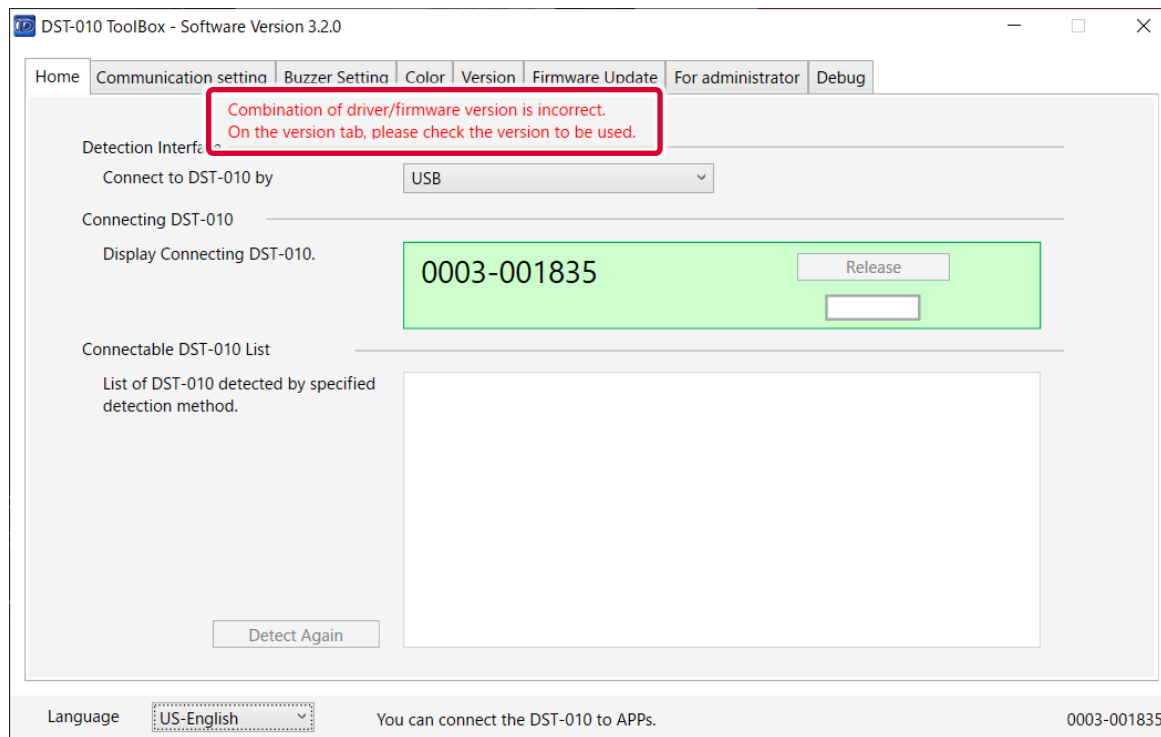 DST-010 ToolBox - Software Version 3.2.0
Home Communication setting Buzzer Setting Color Version Firmware Update For administrator Debug
Combination of driver/firmware version is incorrect.
On the version tab, please check the version to be used.
Detection Interface
Connect to DST-010 by USB
Connecting DST-010
Display Connecting DST-010.
0003-001835 Release
Connectable DST-010 List
List of DST-010 detected by specified
detection method.
Detect Again
Language US-English You can connect the DST-010 to APPs. 0003-001835